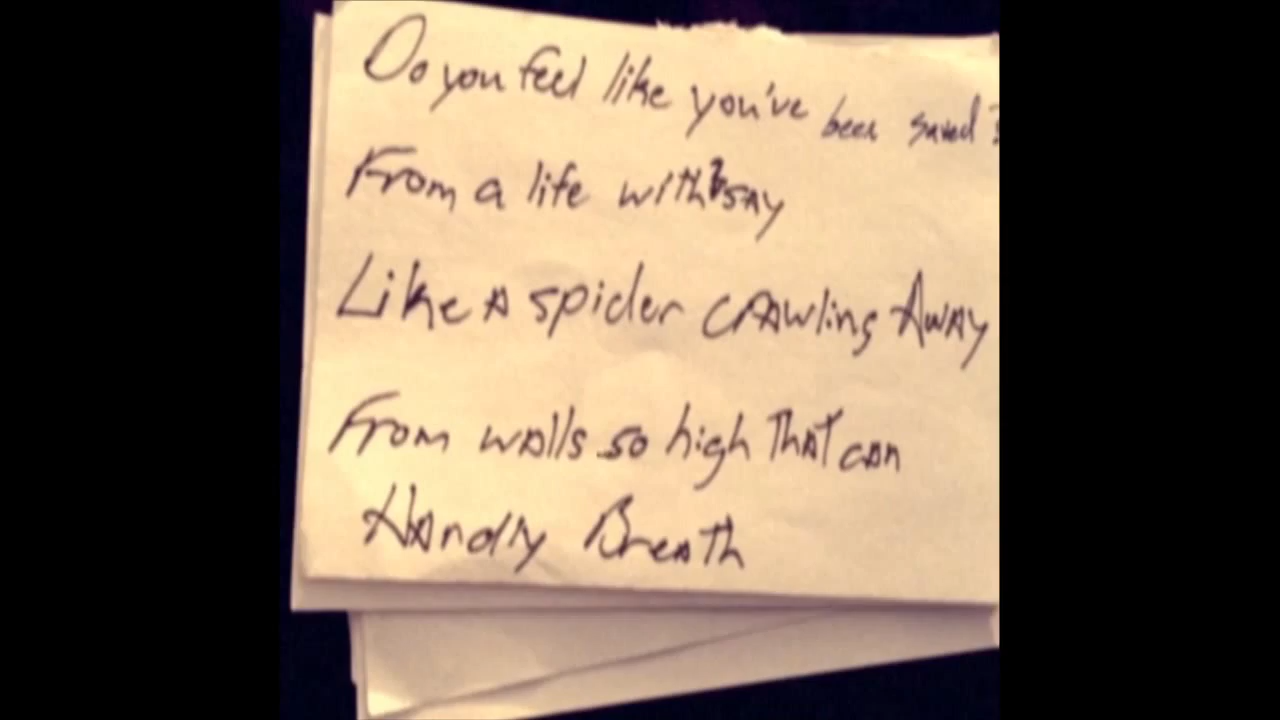 Do you feel like you've been saved?
From a life with say
Like A spider crAwling AwAy
From wAlls so high ThAT can
HArdly BreATh